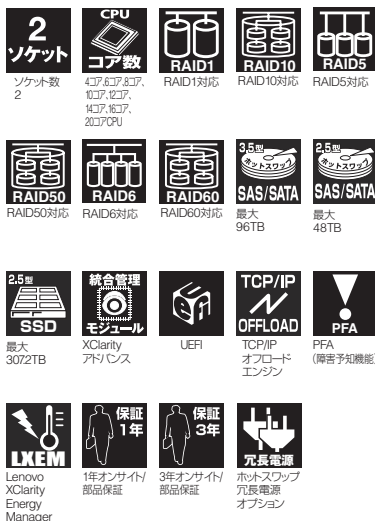 2
ソケット
CPU
コア数
RAID1
RAID10
RAID5
ソケット数
2
4コア、6コア、8コア、
10コア、12コア、
14コア、16コア、
20コアCPU
RAID1対応
RAID10対応
RAID5対応
RAID50
RAID6
RAID60
3.5型
ホットスワップ
SAS/SATA
2.5型
ホットスワップ
SAS/SATA
RAID50対応
RAID6対応
RAID60対応
最大
96TB
最大
48TB
2.5型
SSD
統合管理
モジュール
UEFI
TCP/IP
OFFLOAD
PFA
最大
307.2TB
XClarity
アドバンス
UEFI
TCP/IP
オフロード
エンジン
PFA
(障害予知機能)
LXEM
保証
1年
保証
3年
冗長電源
Lenovo
XClarity
Energy
Manager
1年オンサイト/
部品保証
3年オンサイト/
部品保証
ホットスワップ
冗長電源
オプション